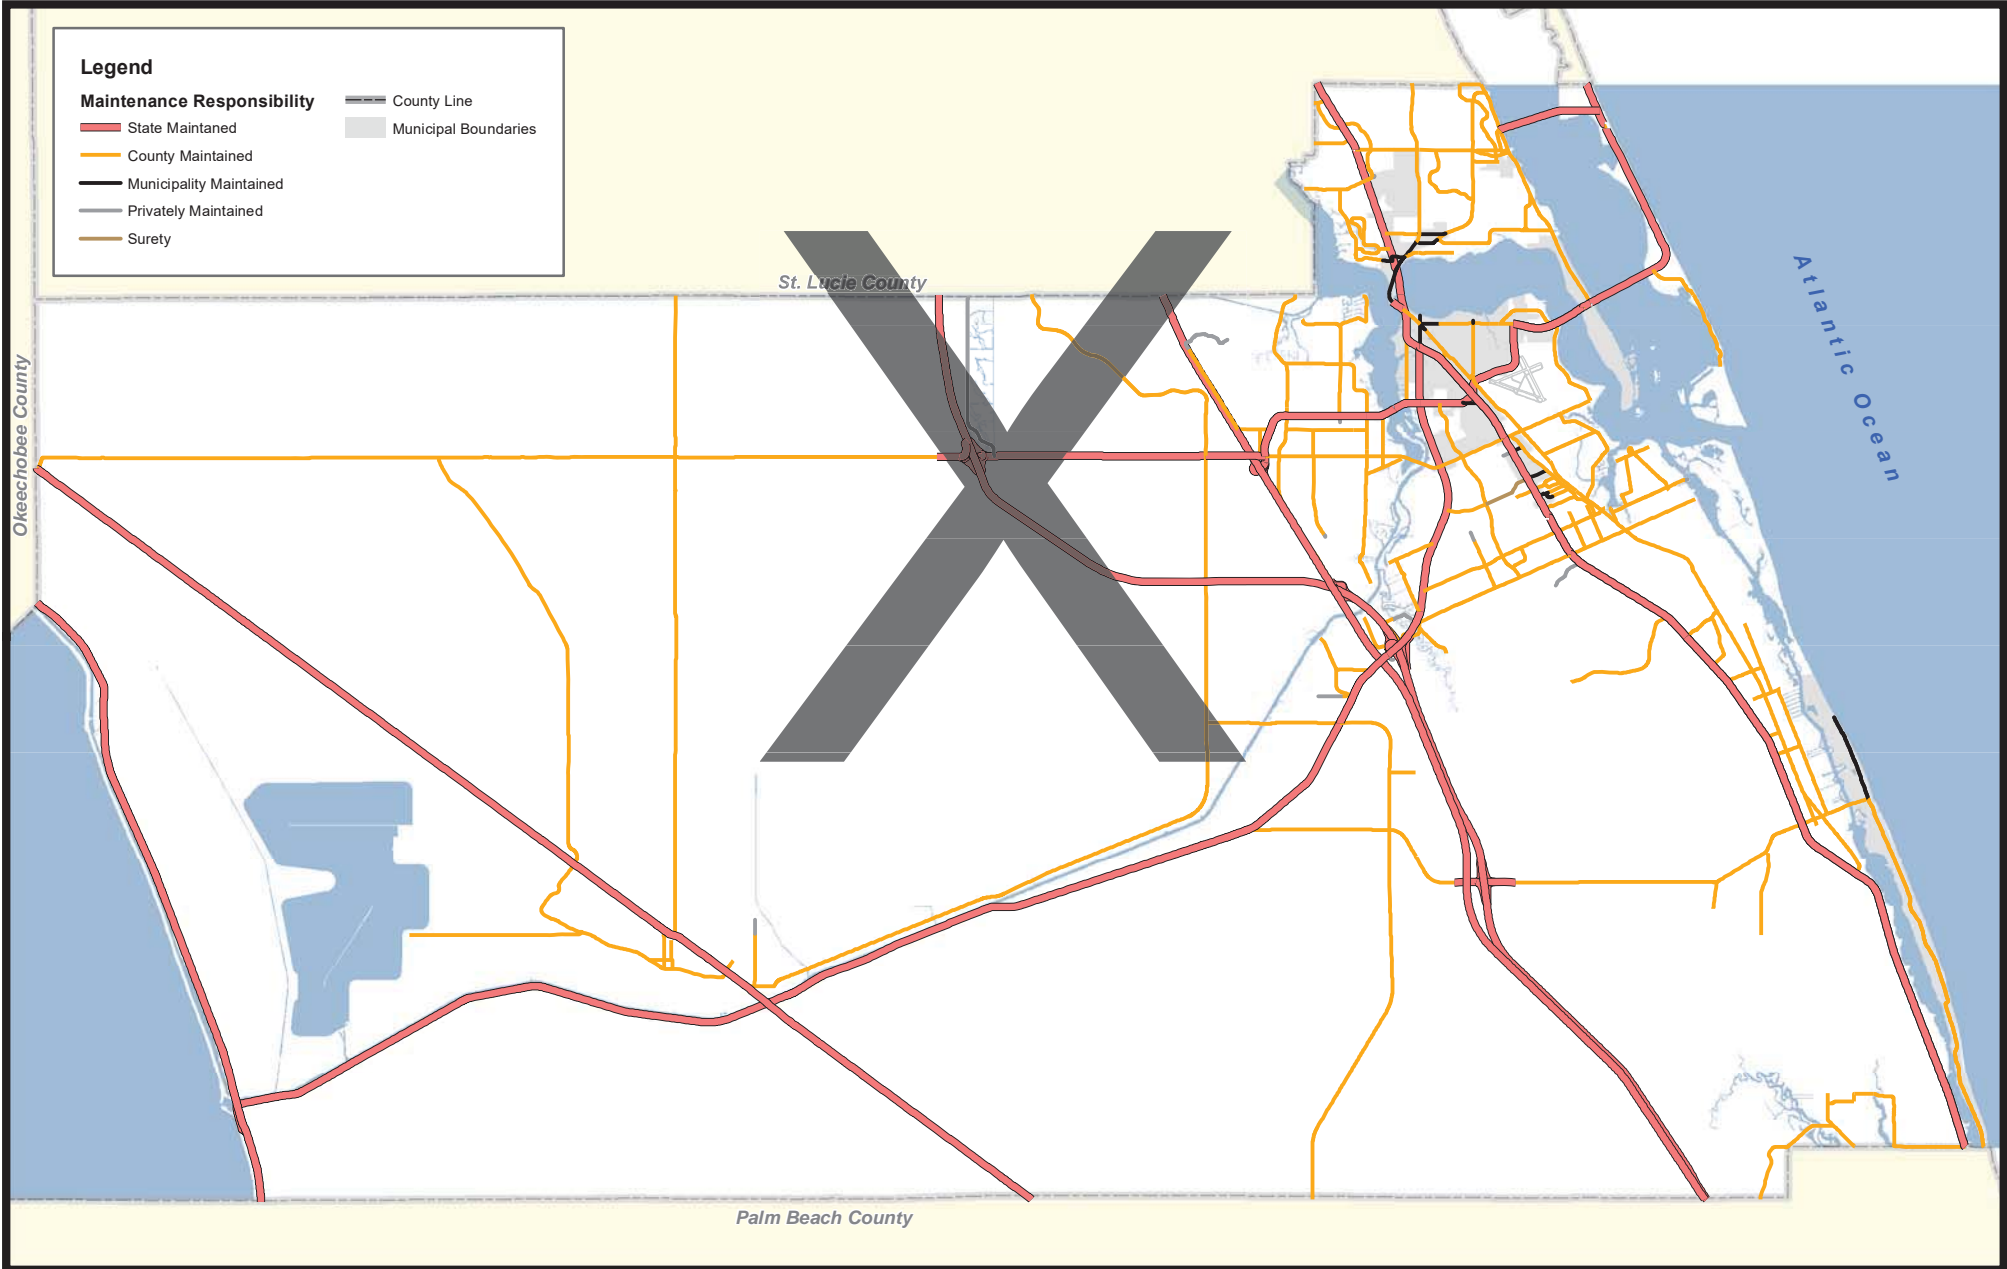 Legend
Maintenance Responsibility
State Maintaned
County Maintained
Municipality Maintained
Privately Maintained
Surety
County Line
Municipal Boundaries
St. Lucie County
Okeechobee County
Atlantic Ocean
X
Palm Beach County